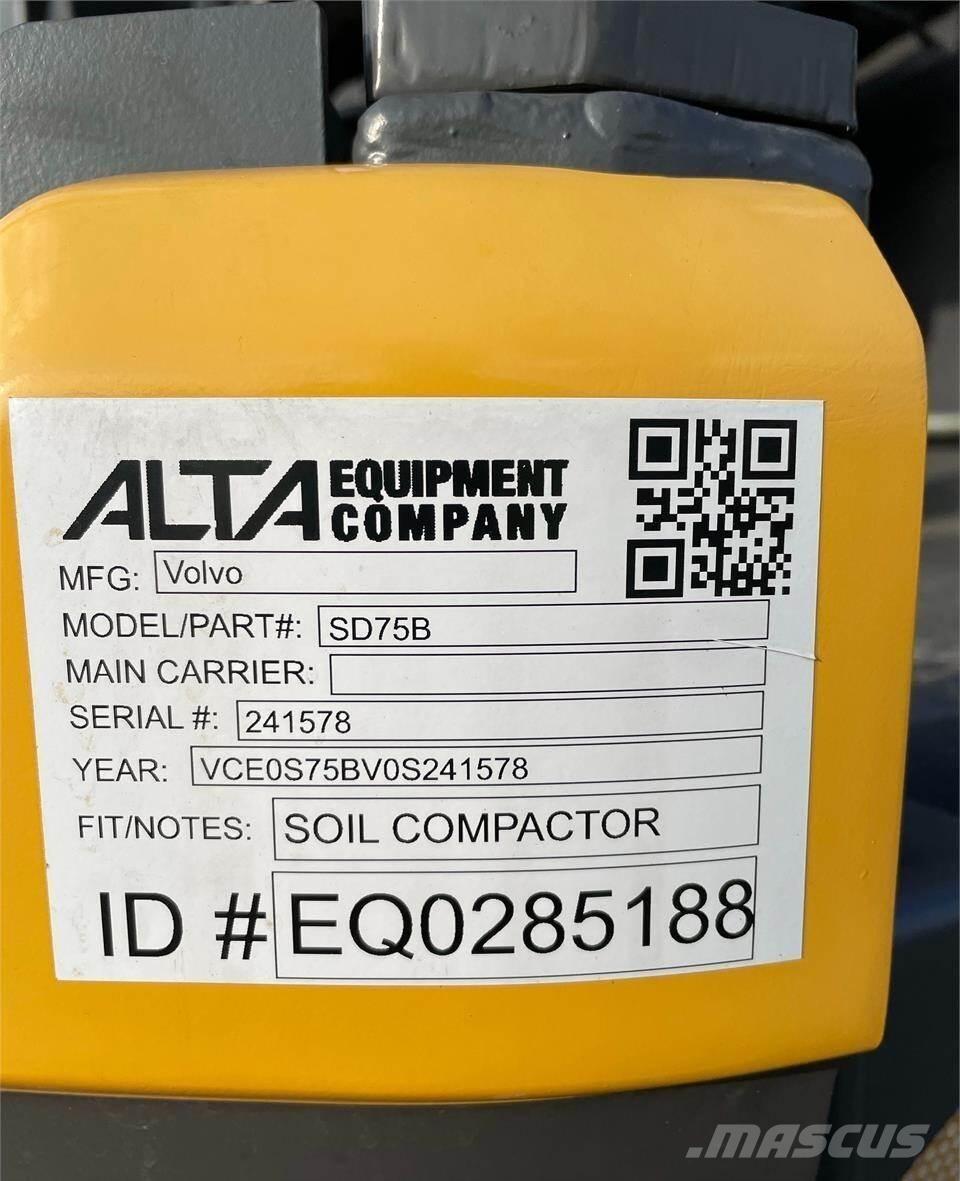 ALTA EQUIPMENT
COMPANY
MFG: Volvo
MODEL/PART#: SD75B
MAIN CARRIER:
SERIAL #: 241578
YEAR: VCE0S75BV0S241578
FIT/NOTES: SOIL COMPACTOR
ID # EQ0285188
.MASCUS